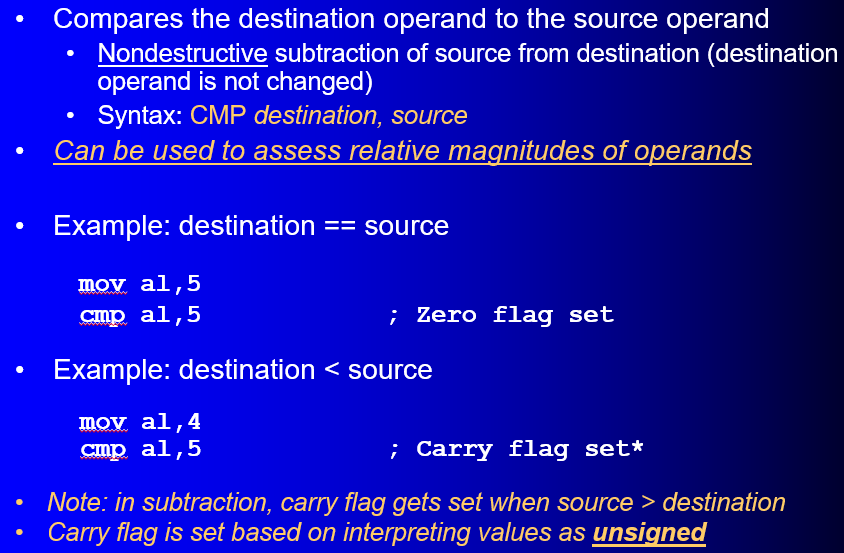 • Compares the destination operand to the source operand
• Nondestructive subtraction of source from destination (destination
operand is not changed)
• Syntax: CMP destination, source
• Can be used to assess relative magnitudes of operands
• Example: destination == source
mov al,5
cmp al,5 ; Zero flag set
• Example: destination < source
mov al,4
cmp al,5 ; Carry flag set*
• Note: in subtraction, carry flag gets set when source > destination
• Carry flag is set based on interpreting values as unsigned